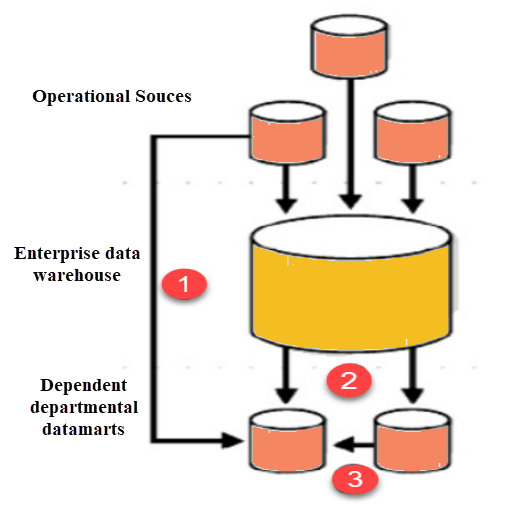 Operational Souces
Enterprise data
warehouse
1
Dependent
departmental
datamarts
2
3